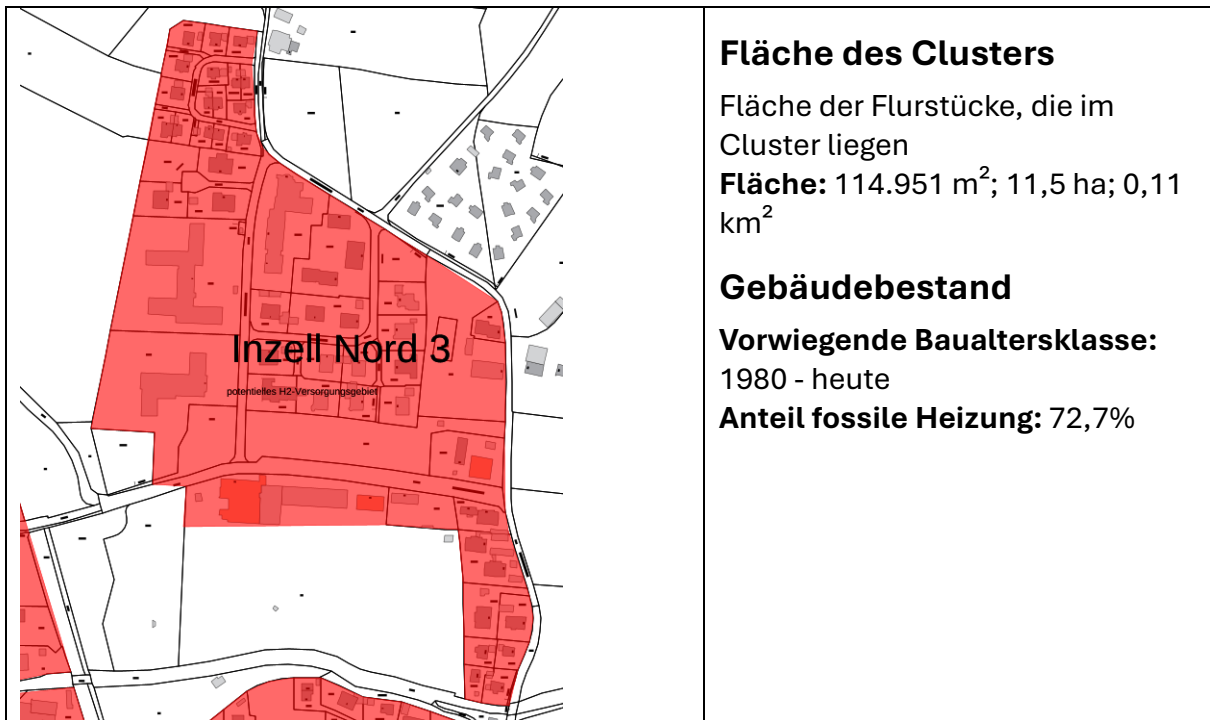 Inzell Nord 3
potentielles H2-Versorgungsgebiet
Fläche des Clusters
Fläche der Flurstücke, die im
Cluster liegen
Fläche: 114.951 m²; 11,5 ha; 0,11
km²
Gebäudebestand
Vorwiegende Baualtersklasse:
1980 - heute
Anteil fossile Heizung: 72,7%